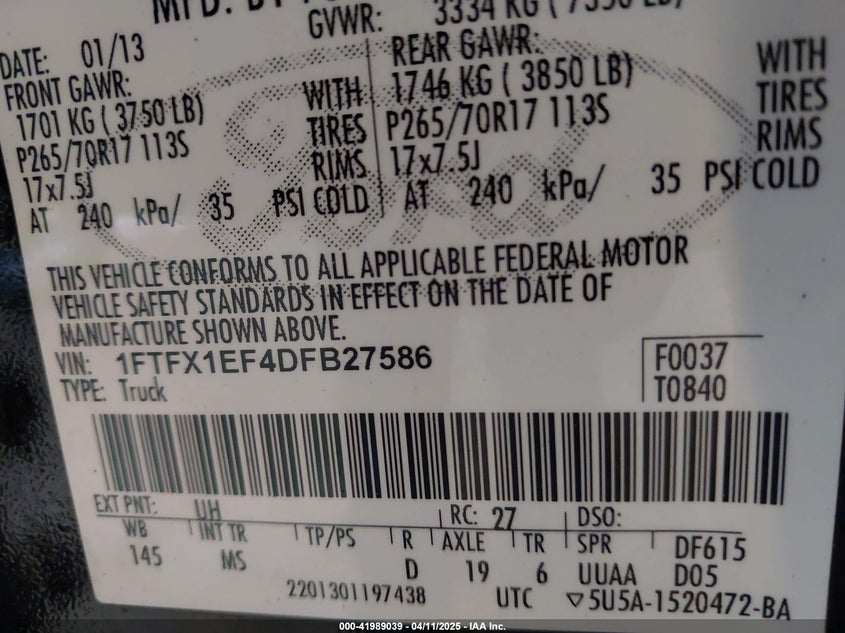 MFD. BY
GVWR: 3334 KG ( 7350 LB)
DATE: 01/13
FRONT GAWR:
1701 KG ( 3750 LB)
P265/70R17 113S
17x7.5J
AT 240 kPa/ 35 PSI COLD
WITH
TIRES
RIMS
REAR GAWR:
1746 KG ( 3850 LB)
P265/70R17 113S
17x7.5J
AT 240 kPa/ 35 PSI COLD
WITH
TIRES
RIMS
Ford
THIS VEHICLE CONFORMS TO ALL APPLICABLE FEDERAL MOTOR
VEHICLE SAFETY STANDARDS IN EFFECT ON THE DATE OF
MANUFACTURE SHOWN ABOVE.
VIN: 1FTFX1EF4DFB27586
TYPE: Truck
F0037
T0840
EXT PNT: UH RC: 27 DSO:
WB INT TR TP/PS R AXLE TR SPR DF615
145 MS D 19 6 UUAA D05
2201301197438 UTC ▽5U5A-1520472-BA
000-41989039 - 04/11/2025 - IAA Inc.